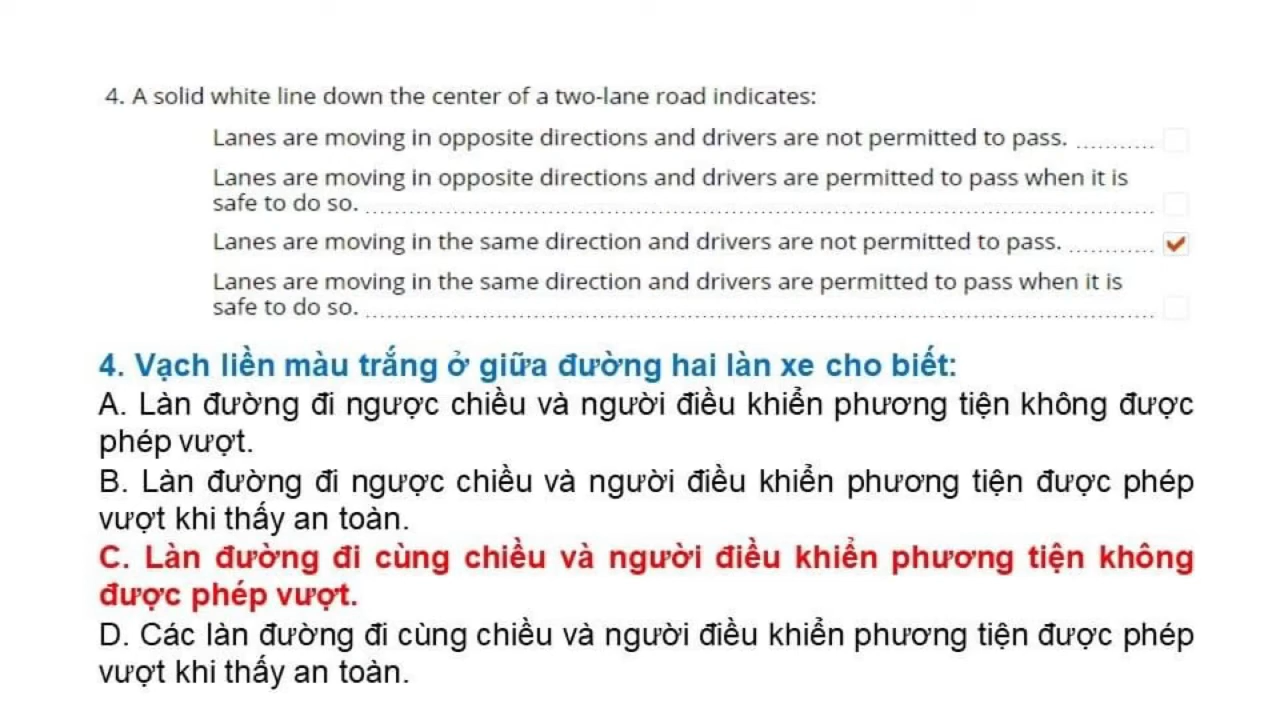 4. A solid white line down the center of a two-lane road indicates:
Lanes are moving in opposite directions and drivers are not permitted to pass. ...........
Lanes are moving in opposite directions and drivers are permitted to pass when it is
safe to do so. ........................................................................................................
Lanes are moving in the same direction and drivers are not permitted to pass. ...........
Lanes are moving in the same direction and drivers are permitted to pass when it is
safe to do so. ........................................................................................................
4. Vạch liền màu trắng ở giữa đường hai làn xe cho biết:
A. Làn đường đi ngược chiều và người điều khiển phương tiện không được
phép vượt.
B. Làn đường đi ngược chiều và người điều khiển phương tiện được phép
vượt khi thấy an toàn.
C. Làn đường đi cùng chiều và người điều khiển phương tiện không
được phép vượt.
D. Các làn đường đi cùng chiều và người điều khiển phương tiện được phép
vượt khi thấy an toàn.